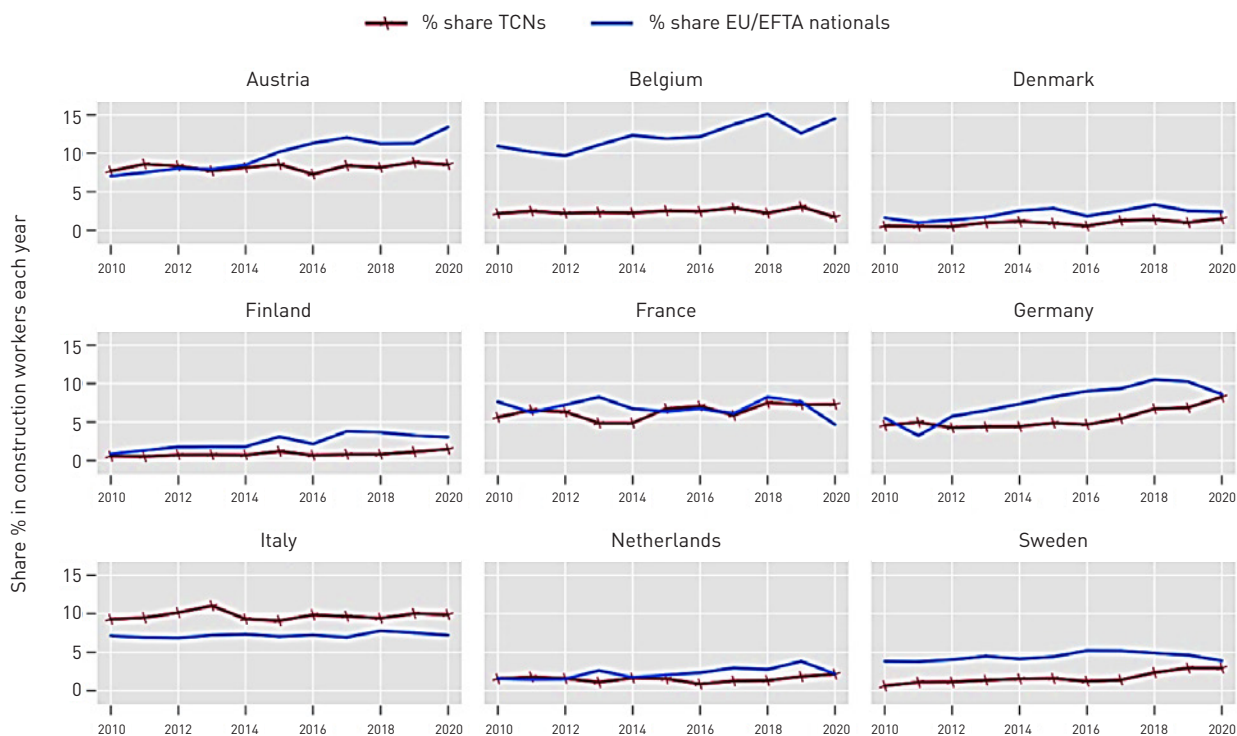 % share TCNs % share EU/EFTA nationals
Share % in construction workers each year
Austria Belgium Denmark
15
10
5
0
2010 2012 2014 2016 2018 2020 2010 2012 2014 2016 2018 2020 2010 2012 2014 2016 2018 2020
Finland France Germany
15
10
5
0
2010 2012 2014 2016 2018 2020 2010 2012 2014 2016 2018 2020 2010 2012 2014 2016 2018 2020
Italy Netherlands Sweden
15
10
5
0
2010 2012 2014 2016 2018 2020 2010 2012 2014 2016 2018 2020 2010 2012 2014 2016 2018 2020